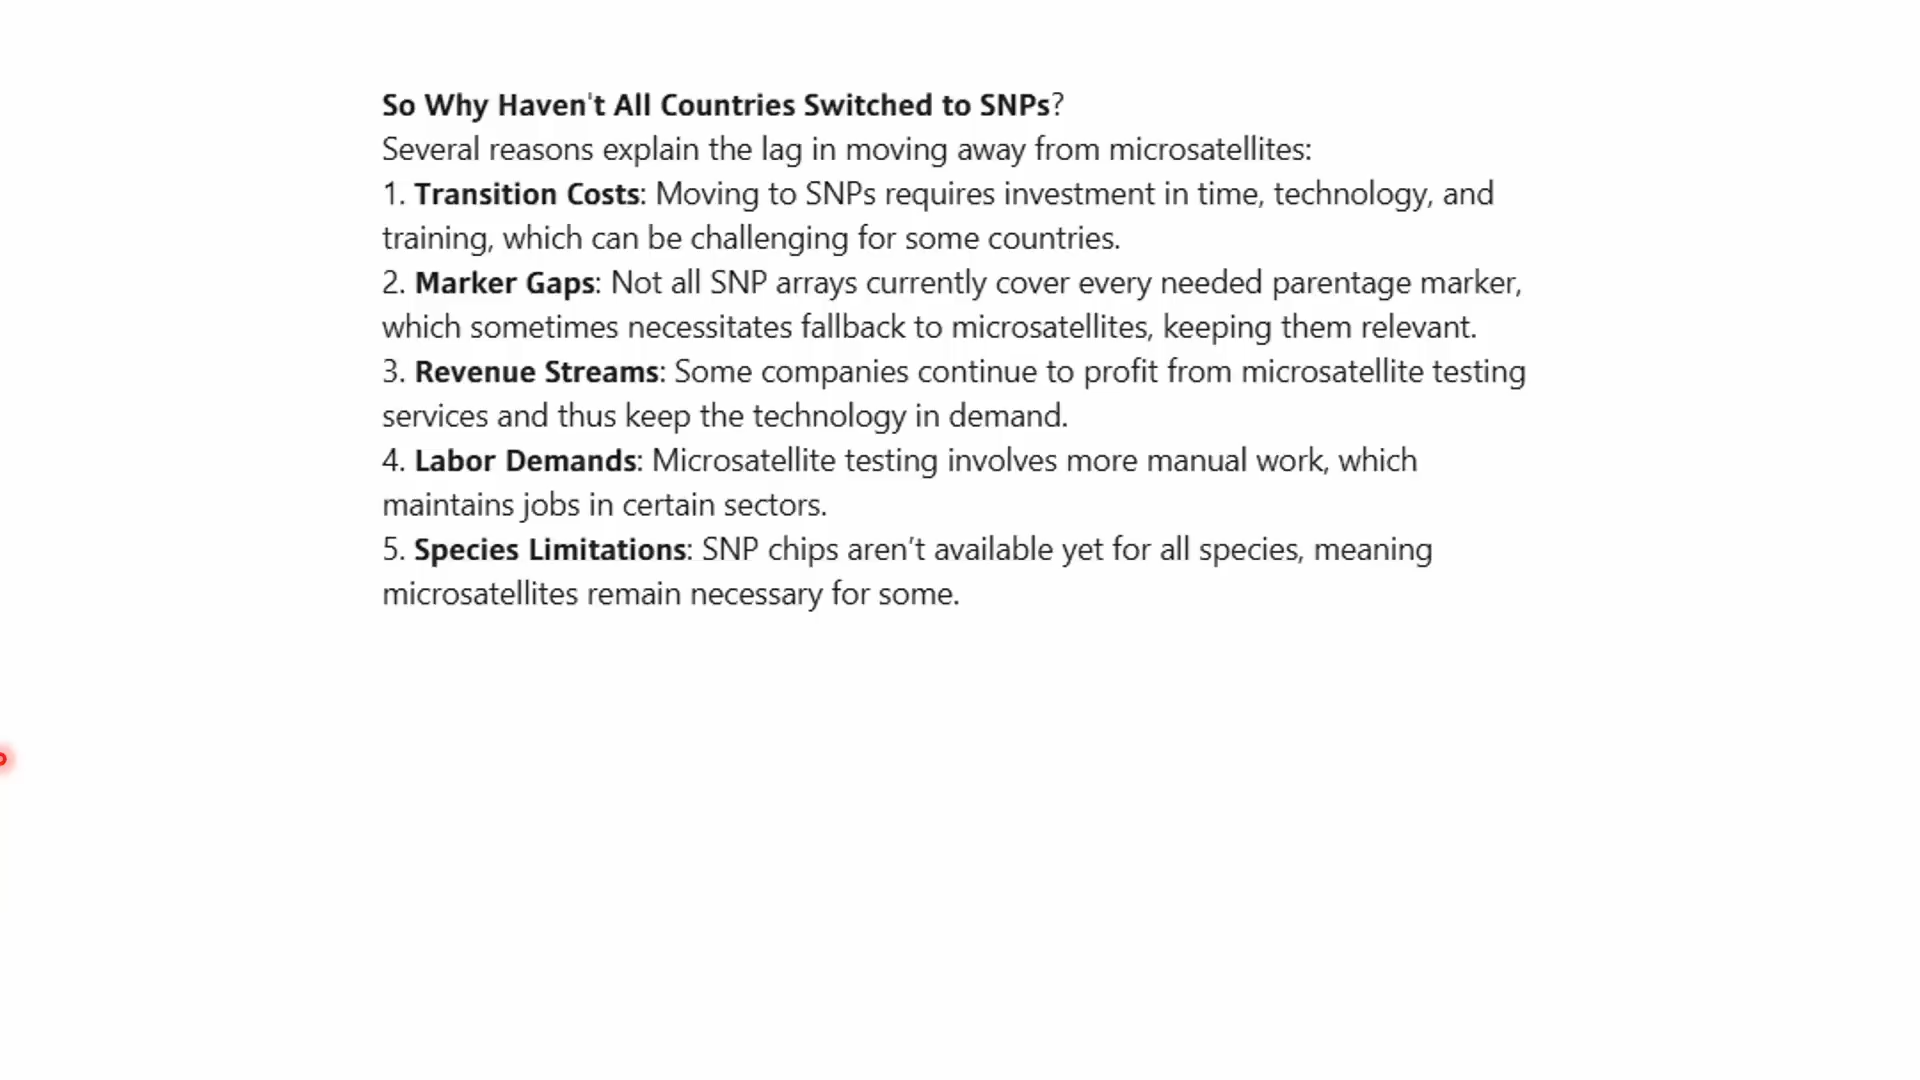 So Why Haven't All Countries Switched to SNPs?
Several reasons explain the lag in moving away from microsatellites:
1. Transition Costs: Moving to SNPs requires investment in time, technology, and
training, which can be challenging for some countries.
2. Marker Gaps: Not all SNP arrays currently cover every needed parentage marker,
which sometimes necessitates fallback to microsatellites, keeping them relevant.
3. Revenue Streams: Some companies continue to profit from microsatellite testing
services and thus keep the technology in demand.
4. Labor Demands: Microsatellite testing involves more manual work, which
maintains jobs in certain sectors.
5. Species Limitations: SNP chips aren’t available yet for all species, meaning
microsatellites remain necessary for some.